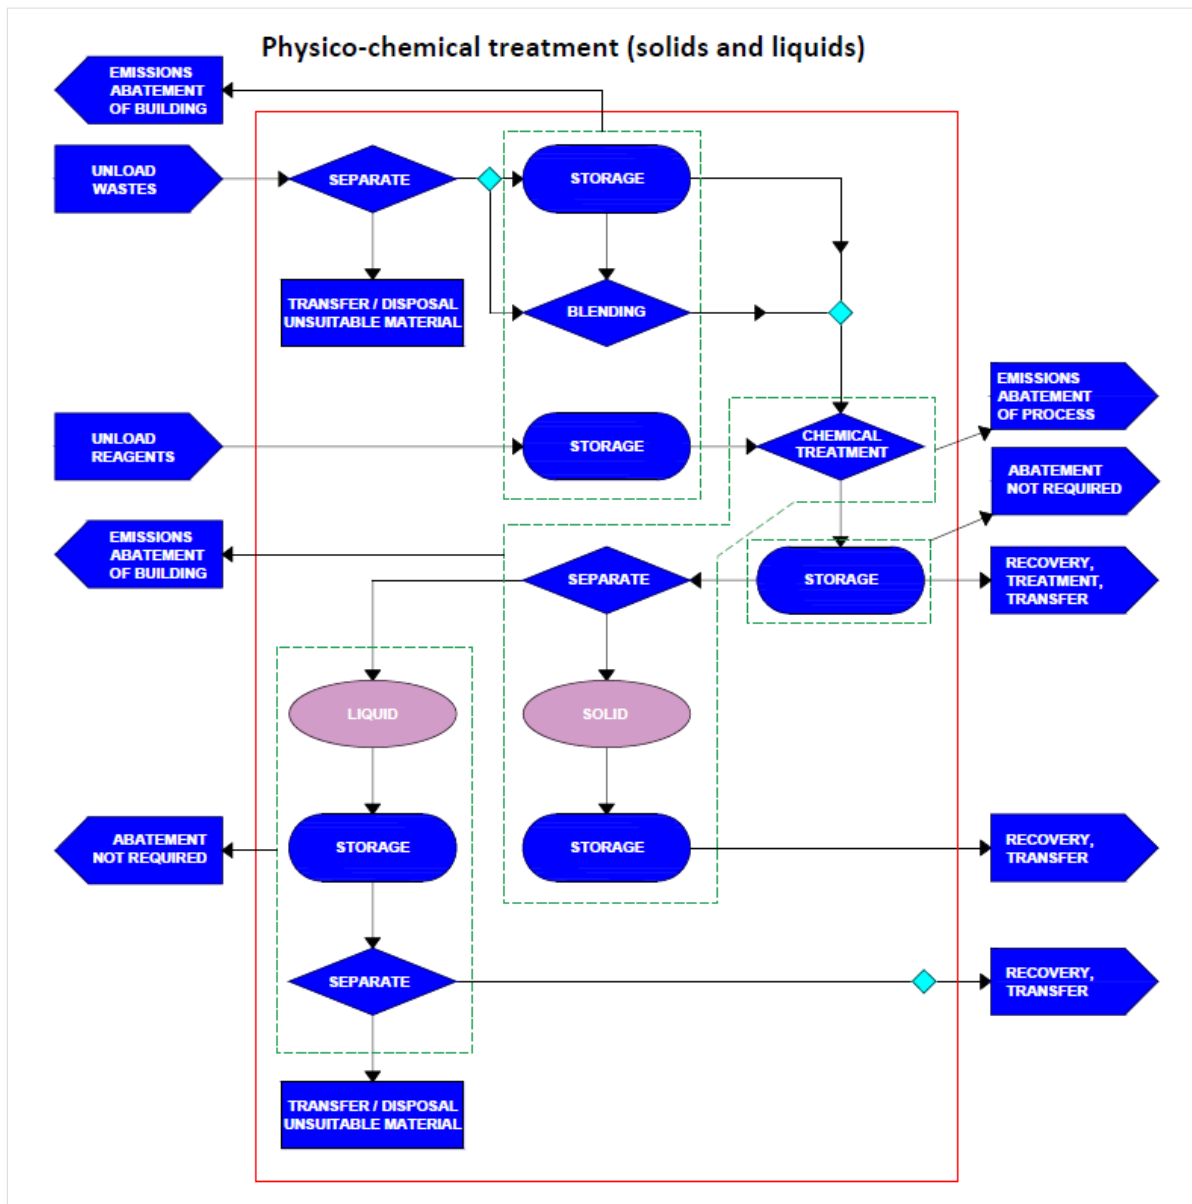 Physico-chemical treatment (solids and liquids)
EMISSIONS
ABATEMENT
OF BUILDING
UNLOAD
WASTES
SEPARATE
STORAGE
TRANSFER / DISPOSAL
UNSUITABLE MATERIAL
BLENDING
EMISSIONS
ABATEMENT
OF PROCESS
UNLOAD
REAGENTS
STORAGE
CHEMICAL
TREATMENT
ABATEMENT
NOT REQUIRED
EMISSIONS
ABATEMENT
OF BUILDING
SEPARATE
STORAGE
RECOVERY,
TREATMENT,
TRANSFER
LIQUID
SOLID
ABATEMENT
NOT REQUIRED
STORAGE
STORAGE
RECOVERY,
TRANSFER
SEPARATE
RECOVERY,
TRANSFER
TRANSFER / DISPOSAL
UNSUITABLE MATERIAL